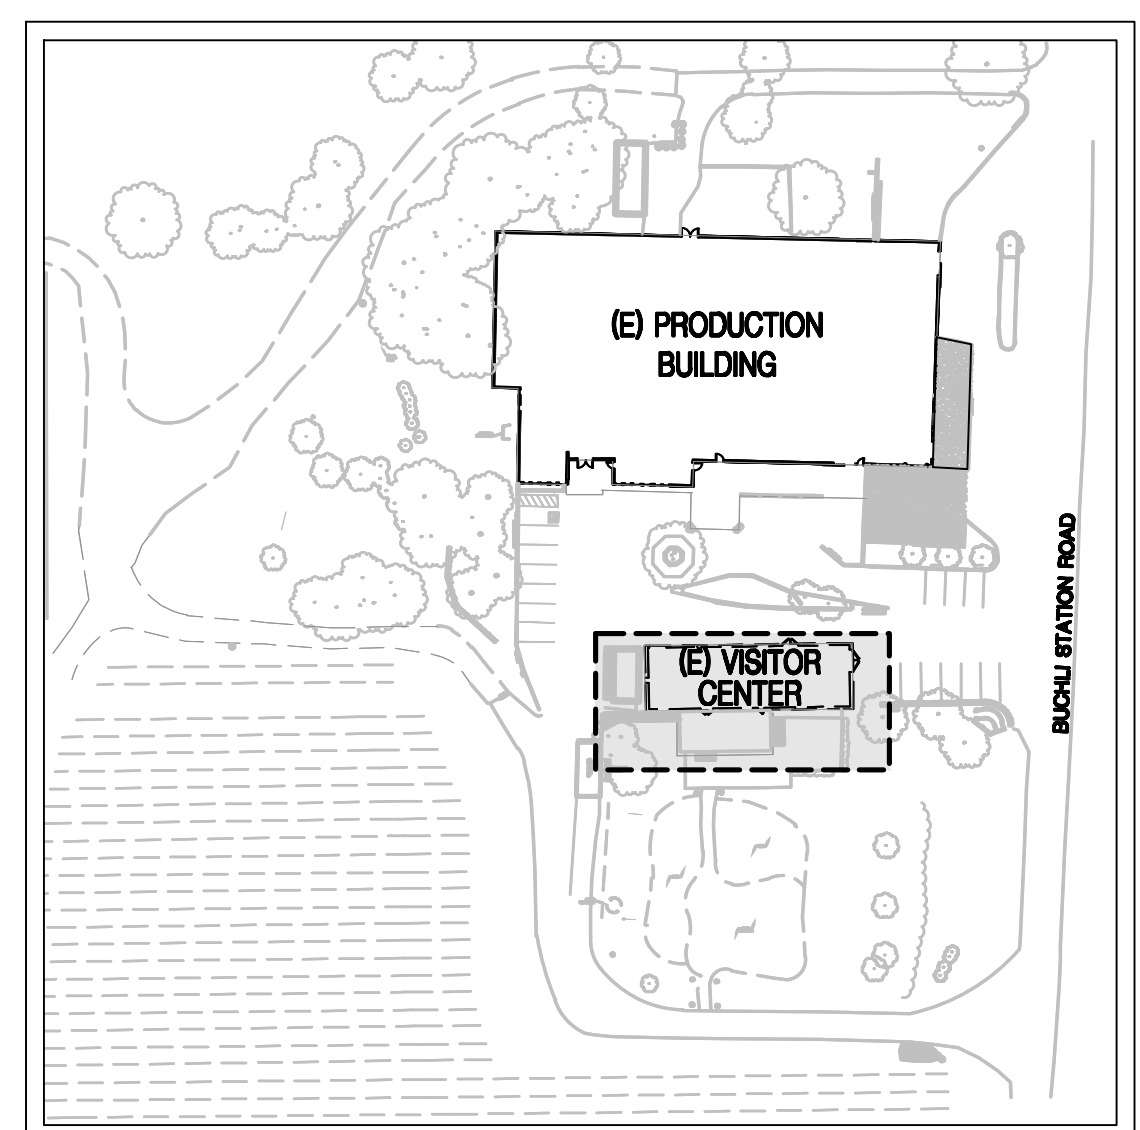 (E) PRODUCTION
BUILDING
BUCHLI STATION ROAD
(E) VISITOR
CENTER